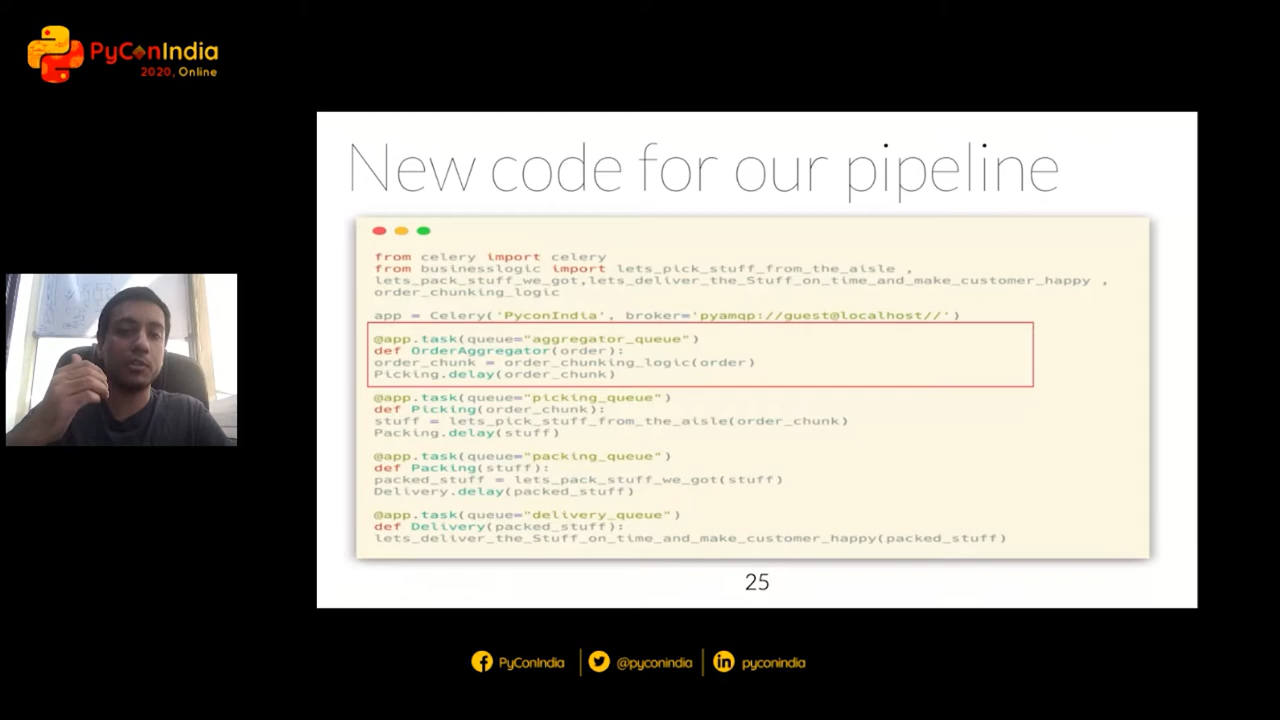 PyConIndia
2020, Online
New code for our pipeline
from celery import celery
from businesslogic import lets_pick_stuff_from_the_aisle ,
lets_pack_stuff_we_got,lets_deliver_the_Stuff_on_time_and_make_customer_happy ,
order_chunking_logic
app = Celery('PyconIndia', broker='pyamqp://guest@localhost//')
@app.task(queue="aggregator_queue")
def OrderAggregator(order):
order_chunk = order_chunking_logic(order)
Picking.delay(order_chunk)
@app.task(queue="picking_queue")
def Picking(order_chunk):
stuff = lets_pick_stuff_from_the_aisle(order_chunk)
Packing.delay(stuff)
@app.task(queue="packing_queue")
def Packing(stuff):
packed_stuff = lets_pack_stuff_we_got(stuff)
Delivery.delay(packed_stuff)
@app.task(queue="delivery_queue")
def Delivery(packed_stuff):
lets_deliver_the_Stuff_on_time_and_make_customer_happy(packed_stuff)
25
PyConIndia @pyconindia pyconindia